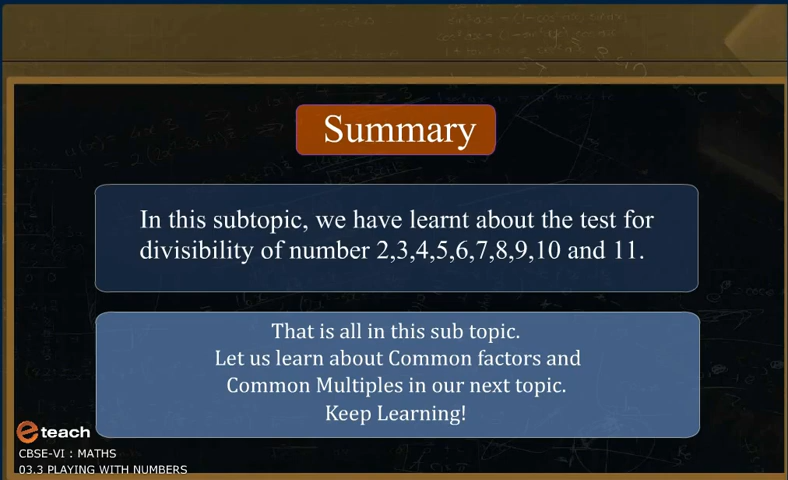 Summary
In this subtopic, we have learnt about the test for
divisibility of number 2,3,4,5,6,7,8,9,10 and 11.
That is all in this sub topic.
Let us learn about Common factors and
Common Multiples in our next topic.
Keep Learning!
e teach
CBSE-VI : MATHS
03.3 PLAYING WITH NUMBERS